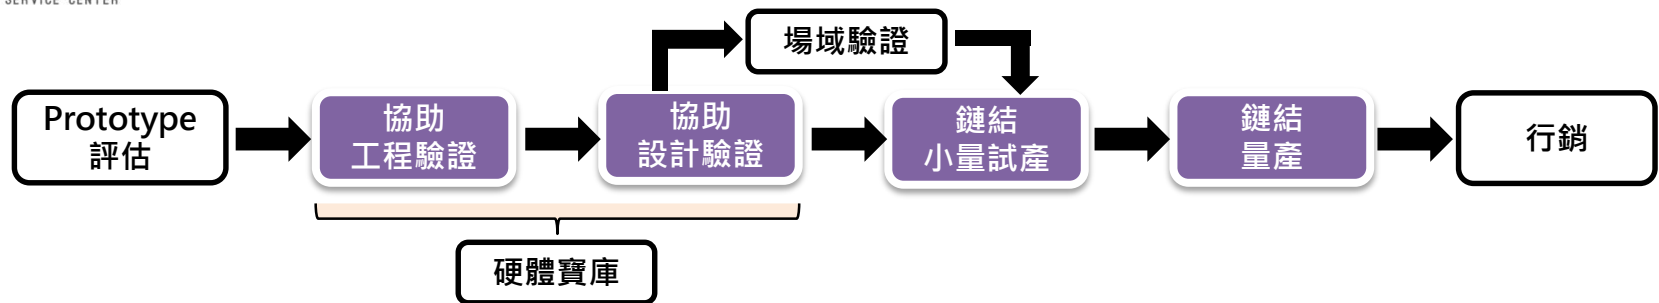 SERVICE CENTER
場域驗證
Prototype
評估
協助
工程驗證
協助
設計驗證
鏈結
小量試產
鏈結
量產
行銷
硬體寶庫